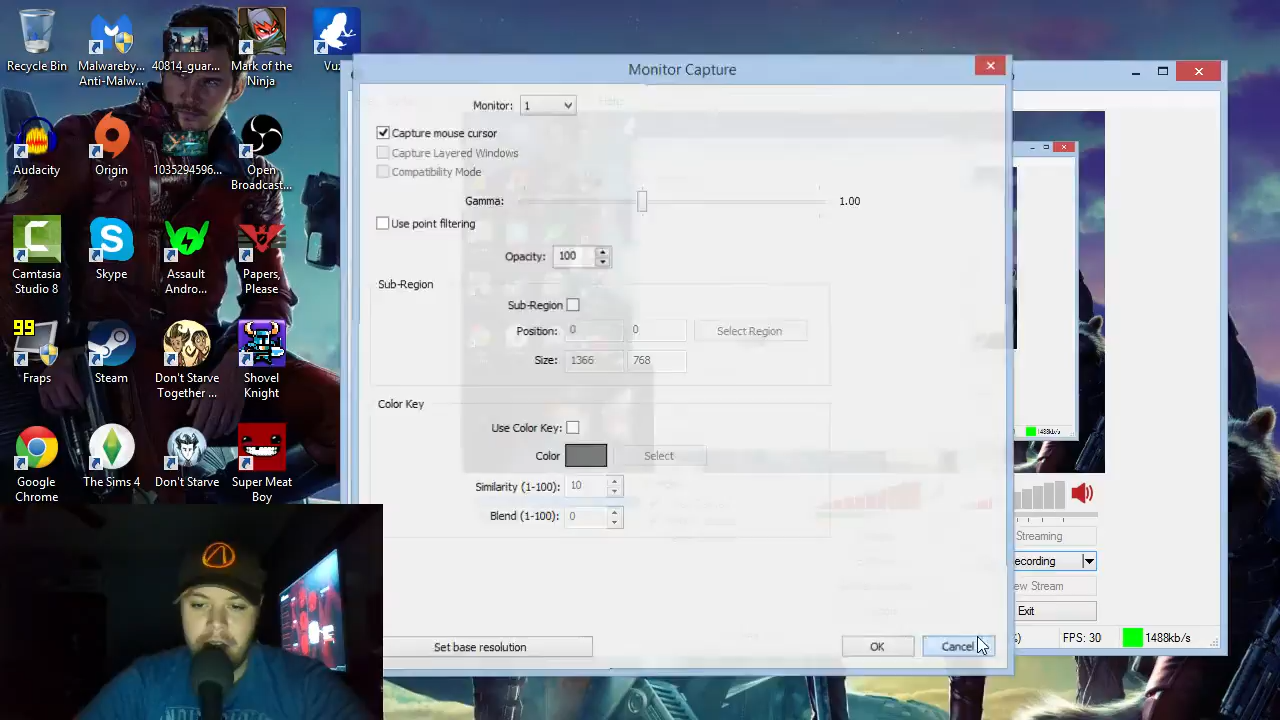 Recycle Bin
Malwareby...
Anti-Malw...
40814_guar...
Mark of the
Ninja
Vuz
Audacity
Origin
1035294596...
Open
Broadcast...
Camtasia
Studio 8
Skype
Assault
Andro...
Papers,
Please
99
Fraps
Steam
Don't Starve
Together ...
Shovel
Knight
Google
Chrome
The Sims 4
Don't Starve
Super Meat
Boy
Monitor Capture
Monitor: 1
Capture mouse cursor
Capture Layered Windows
Compatibility Mode
Gamma: 1.00
Use point filtering
Opacity: 100
Sub-Region
Sub-Region
Position: 0 0 Select Region
Size: 1366 768
Color Key
Use Color Key:
Color Select
Similarity (1-100): 10
Blend (1-100): 0
Set base resolution OK Cancel
1488kb/s
Streaming
ecording
ew Stream
Exit
%) FPS: 30 1488kb/s